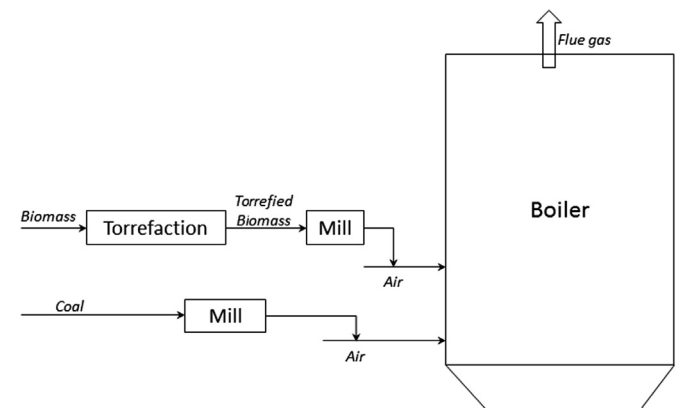 Flue gas
Boiler
Biomass
Torrefaction
Torrefied
Biomass
Mill
Air
Coal
Mill
Air